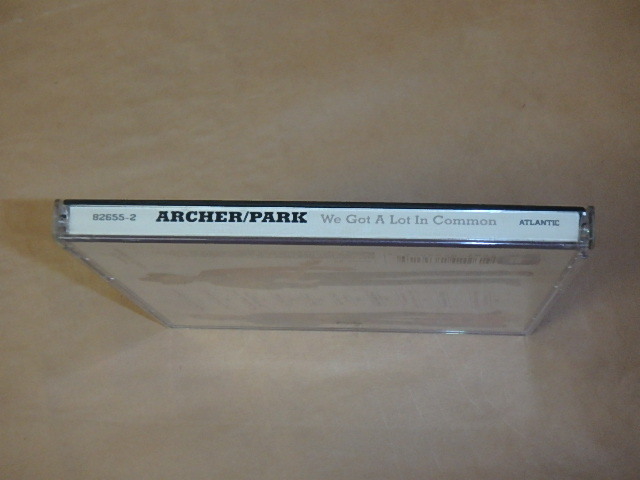 82655-2 ARCHER/PARK We Got A Lot In Common ATLANTIC